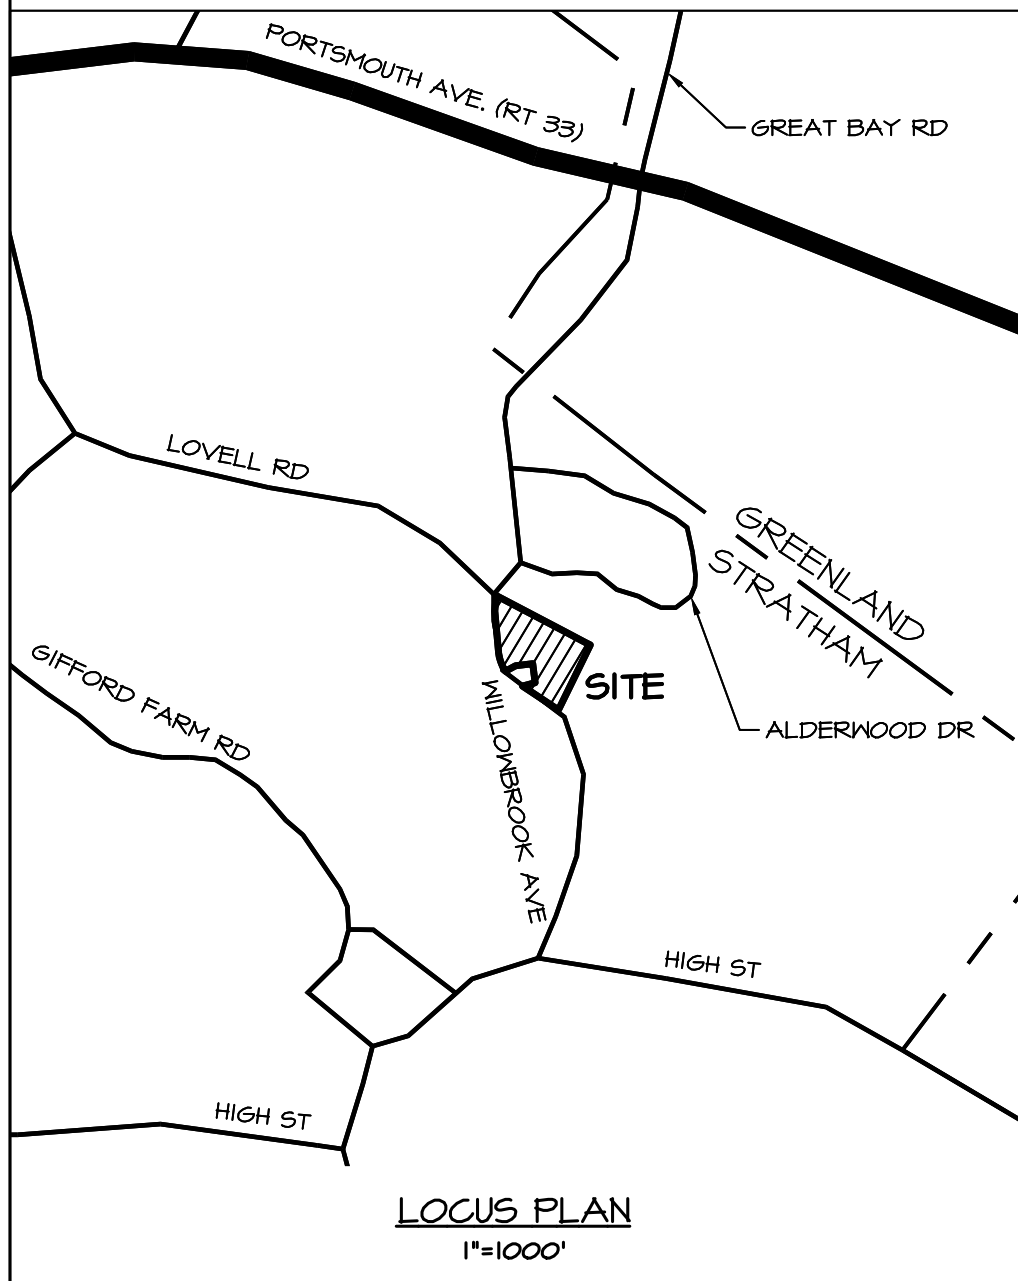 PORTSMOUTH AVE. (RT 33)
GREAT BAY RD
LOVELL RD
GREENLAND
STRATHAM
GIFFORD FARM RD
SITE
WILLOWBROOK AVE
ALDERWOOD DR
HIGH ST
HIGH ST
LOCUS PLAN
1"=1000'